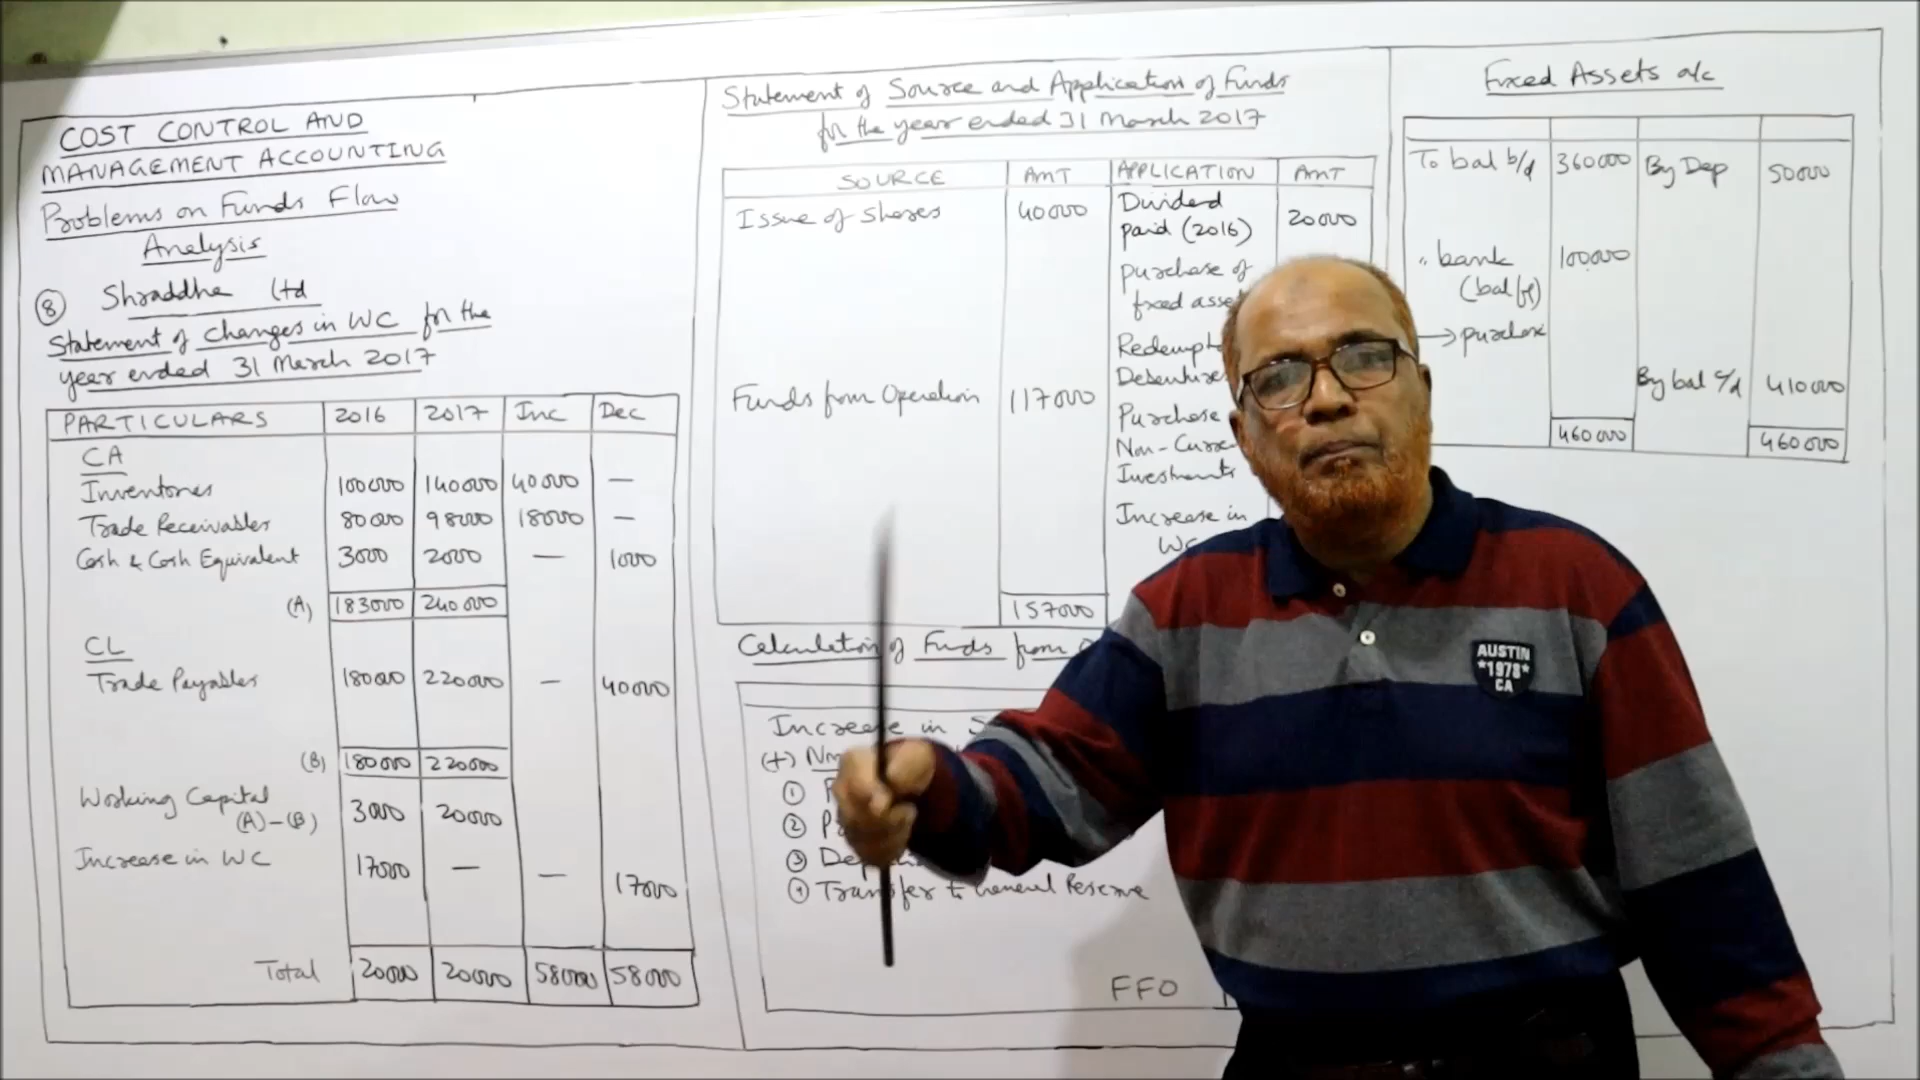 COST CONTROL AND
MANAGEMENT ACCOUNTING
Problems on Funds Flow
Analysis
8 Shraddha Ltd
Statement of changes in WC for the
year ended 31 March 2017
PARTICULARS 2016 2017 Inc Dec
CA
Inventories 100000 140000 40000 —
Trade Receivables 80000 98000 18000 —
Cash & Cash Equivalent 3000 2000 — 1000
(A) 183000 240000
CL
Trade Payables 180000 220000 — 40000
(B) 180000 220000
Working Capital
(A)-(B) 3000 20000
Increase in WC 17000 — — 17000
Total 20000 20000 58000 58000
Statement of Source and Application of Funds
for the year ended 31 March 2017
SOURCE AMT APPLICATION AMT
Issue of Shares 40000 Dividend
paid (2016) 20000
purchase of
fixed
Funds from Operation 117000
Purchase
Investments
Increase in
157000
Calculation of Funds from
Increase in
(+)
1
2
3
4 Transfer to General Reserve
FFO
Fixed Assets a/c
To bal b/d 360000 By Dep 50000
" bank 100000
(bal f)
→ purchase
By bal c/d 410000
460000 460000
AUSTIN
*1978*
CA